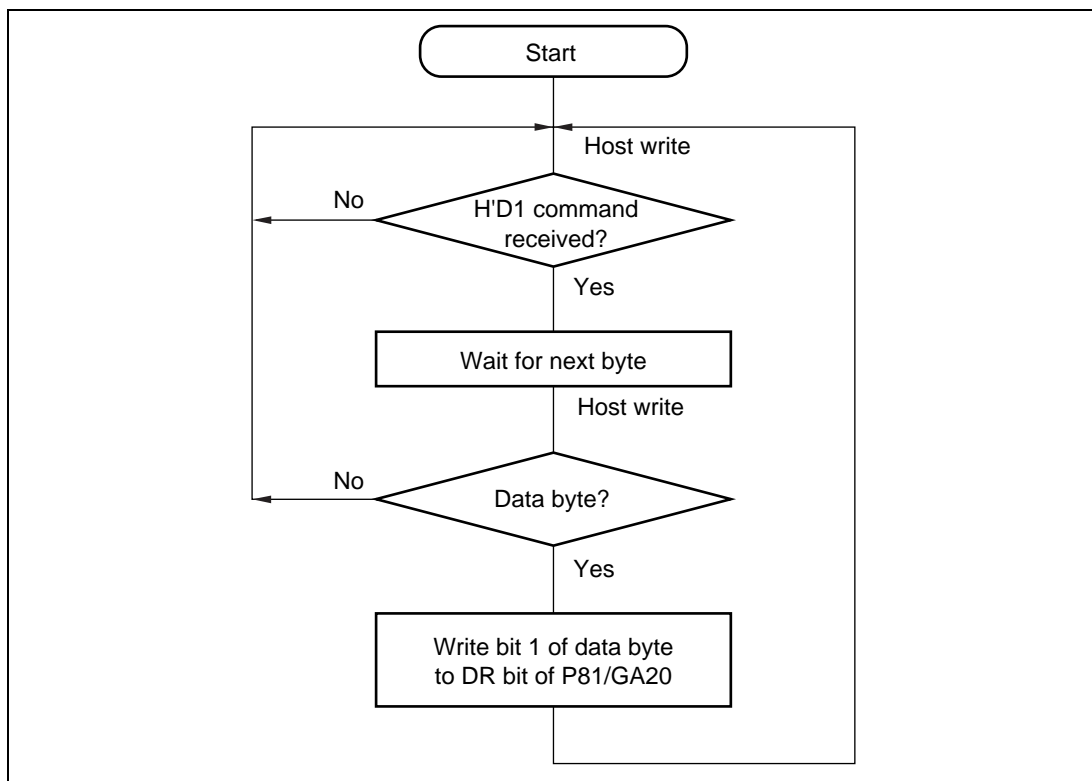 Start
Host write
No
H'D1 command
received?
Yes
Wait for next byte
Host write
No
Data byte?
Yes
Write bit 1 of data byte
to DR bit of P81/GA20